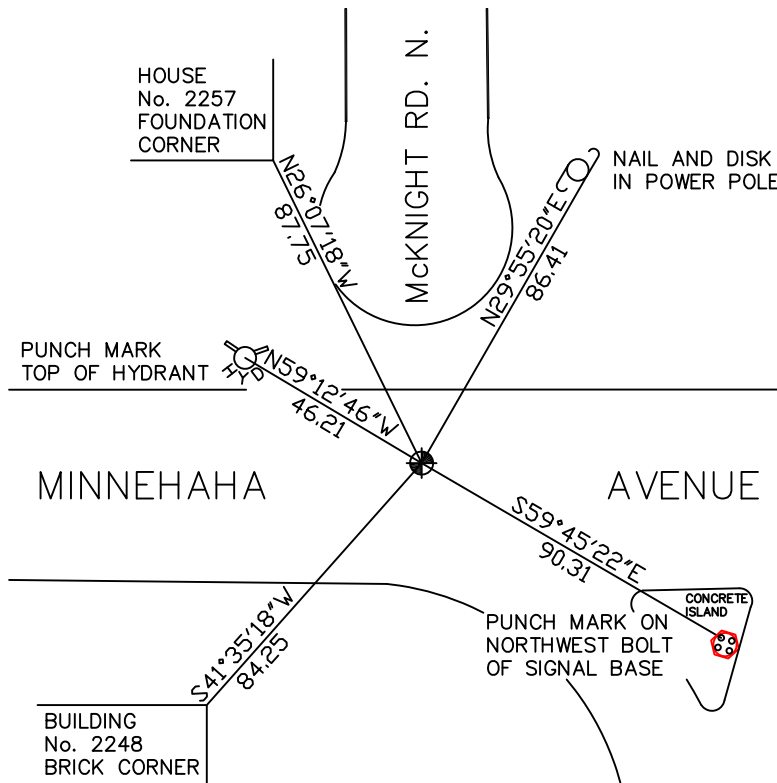 HOUSE
No. 2257
FOUNDATION
CORNER
McKNIGHT RD. N.
NAIL AND DISK
IN POWER POLE
N26°07'18"W
87.75
N29°55'20"E
86.41
PUNCH MARK
TOP OF HYDRANT
HYD
N59°12'46"W
46.21
MINNEHAHA
AVENUE
S59°45'22"E
90.31
CONCRETE
ISLAND
PUNCH MARK ON
NORTHWEST BOLT
OF SIGNAL BASE
S41°35'18"W
84.25
BUILDING
No. 2248
BRICK CORNER